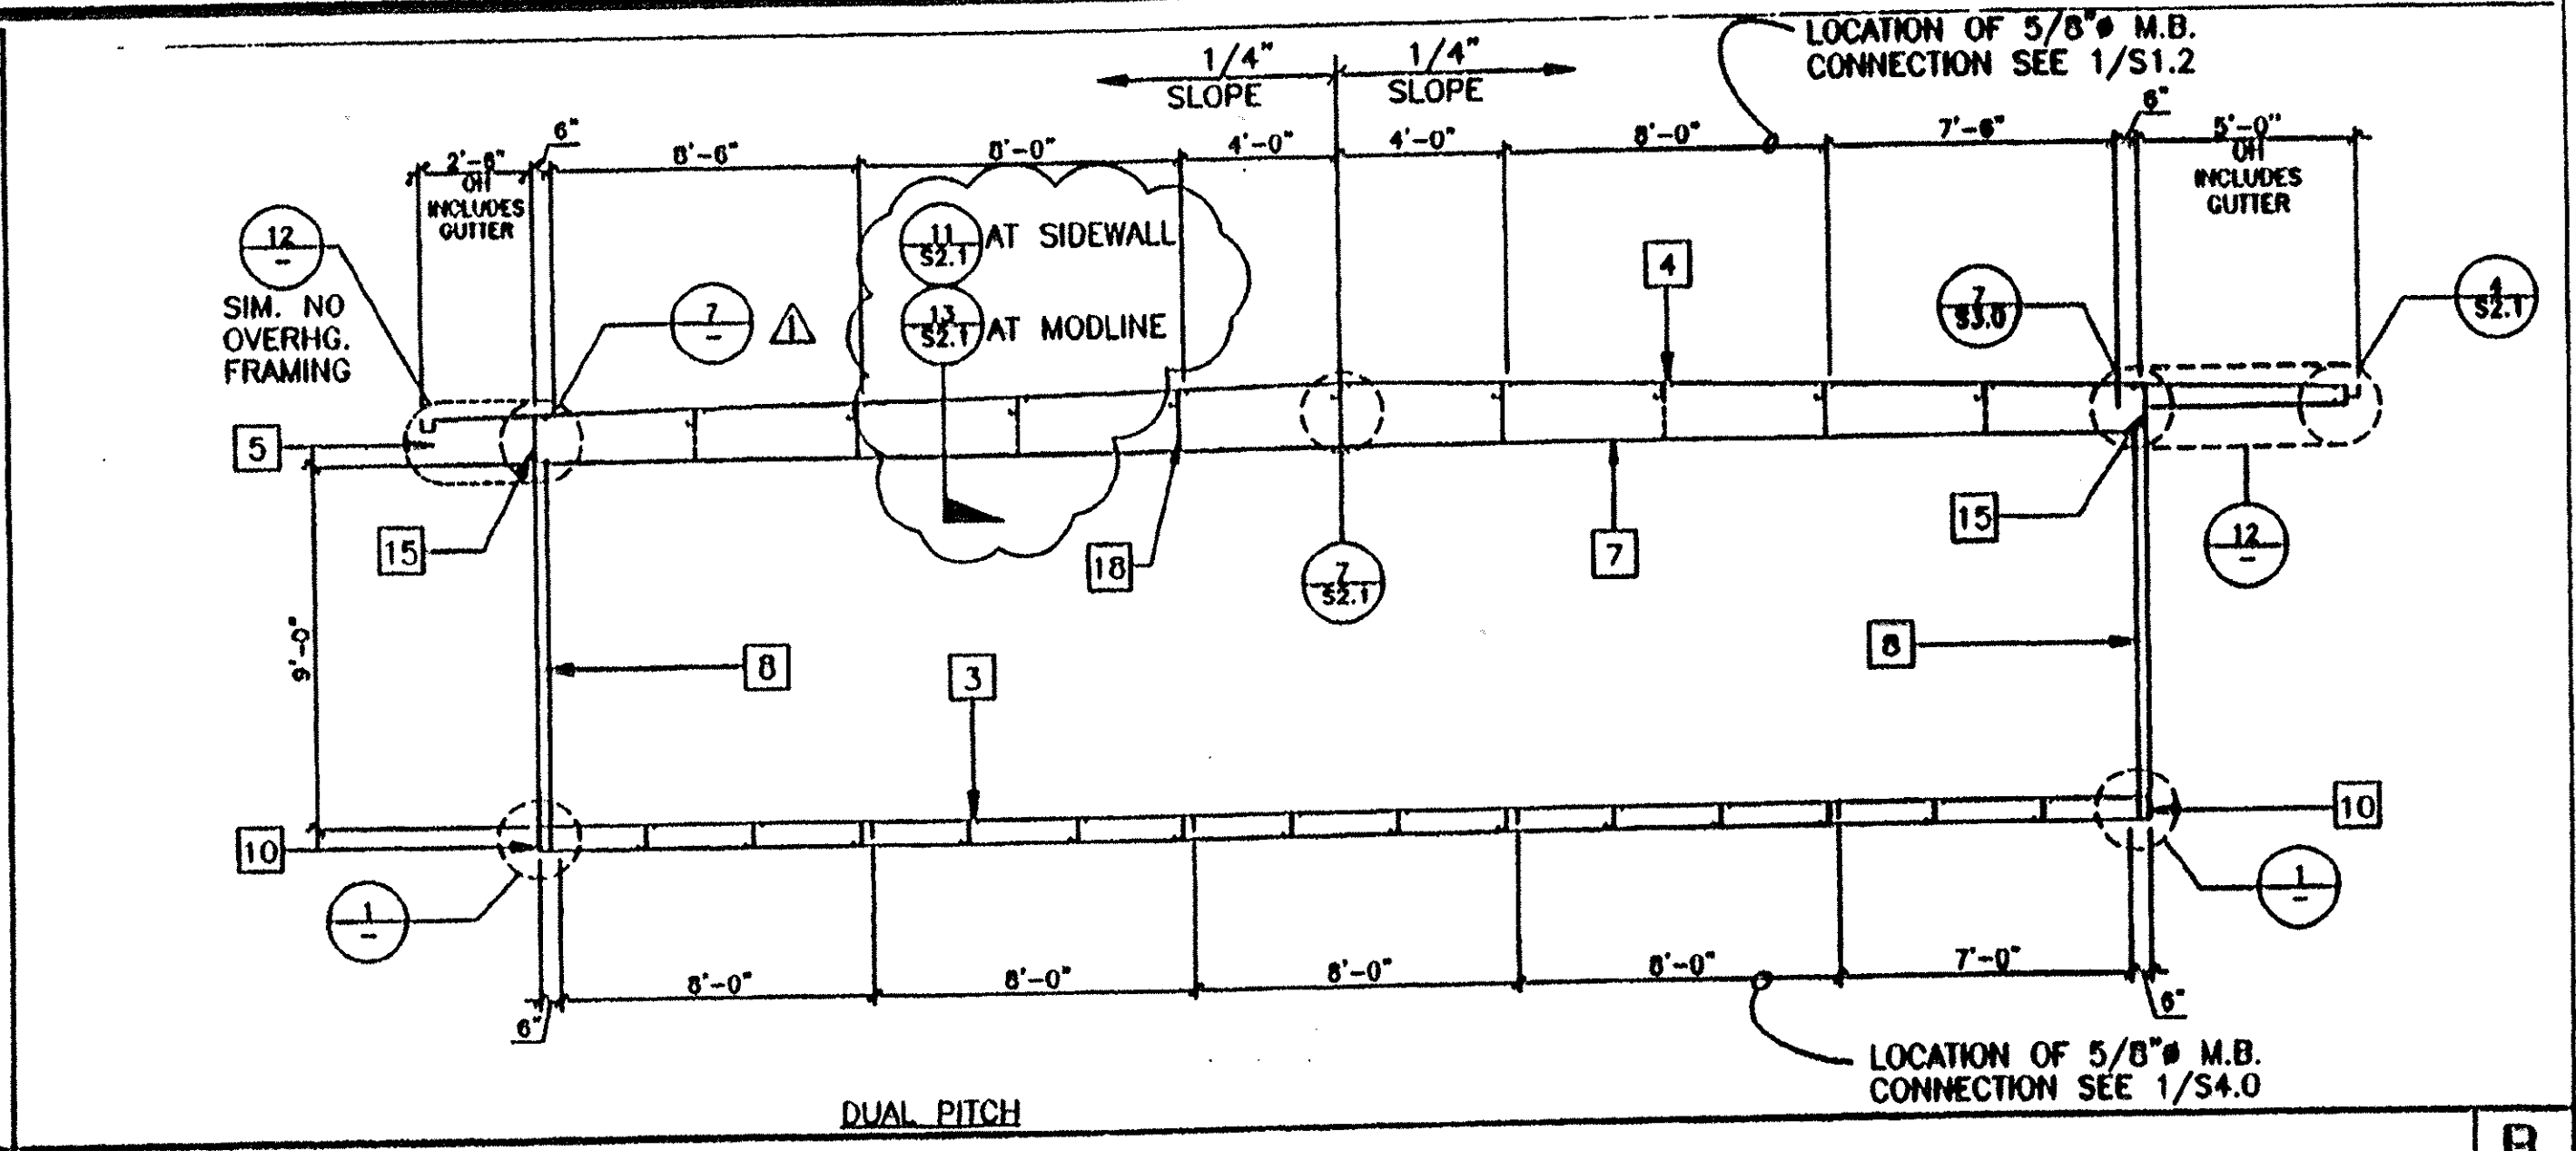 LOCATION OF 5/8"ø M.B.
CONNECTION SEE 1/S1.2
1/4"
SLOPE
1/4"
SLOPE
2'-6"
OH
INCLUDES
GUTTER
6"
8'-6"
8'-0"
4'-0"
4'-0"
8'-0"
7'-6"
6"
5'-0"
OH
INCLUDES
GUTTER
12
-
SIM. NO
OVERHG.
FRAMING
7
-
1
11
S2.1
AT SIDEWALL
13
S2.1
AT MODLINE
4
7
S3.0
4
S2.1
5
15
18
7
S2.1
7
15
12
-
9'-0"
8
3
8
10
10
1
-
1
-
6"
8'-0"
8'-0"
8'-0"
8'-0"
7'-0"
6"
LOCATION OF 5/8"ø M.B.
CONNECTION SEE 1/S4.0
DUAL PITCH